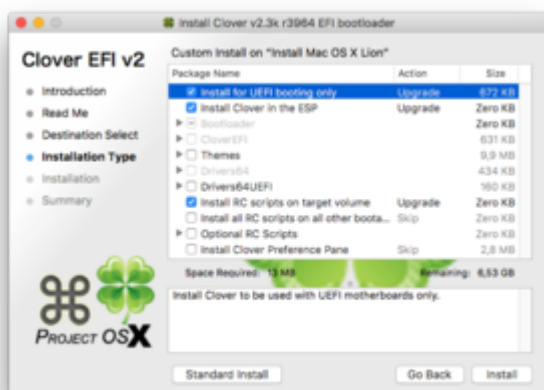 Install Clover v2.3k r3964 EFI bootloader
Clover EFI v2
Introduction
Read Me
Destination Select
Installation Type
Installation
Summary
PROJECT OSX
Custom Install on "Install Mac OS X Lion"
Package Name Action Size
Install for UEFI booting only Upgrade 672 KB
Install Clover in the ESP Upgrade Zero KB
Bootloader Zero KB
CloverEFI 631 KB
Themes 9,9 MB
Drivers64 434 KB
Drivers64UEFI 160 KB
Install RC scripts on target volume Upgrade Zero KB
Install all RC scripts on all other boota... Skip Zero KB
Optional RC Scripts Zero KB
Install Clover Preference Pane Skip 2,8 MB
Space Required: 13 MB Remaining: 6,53 GB
Install Clover to be used with UEFI motherboards only.
Standard Install Go Back Install